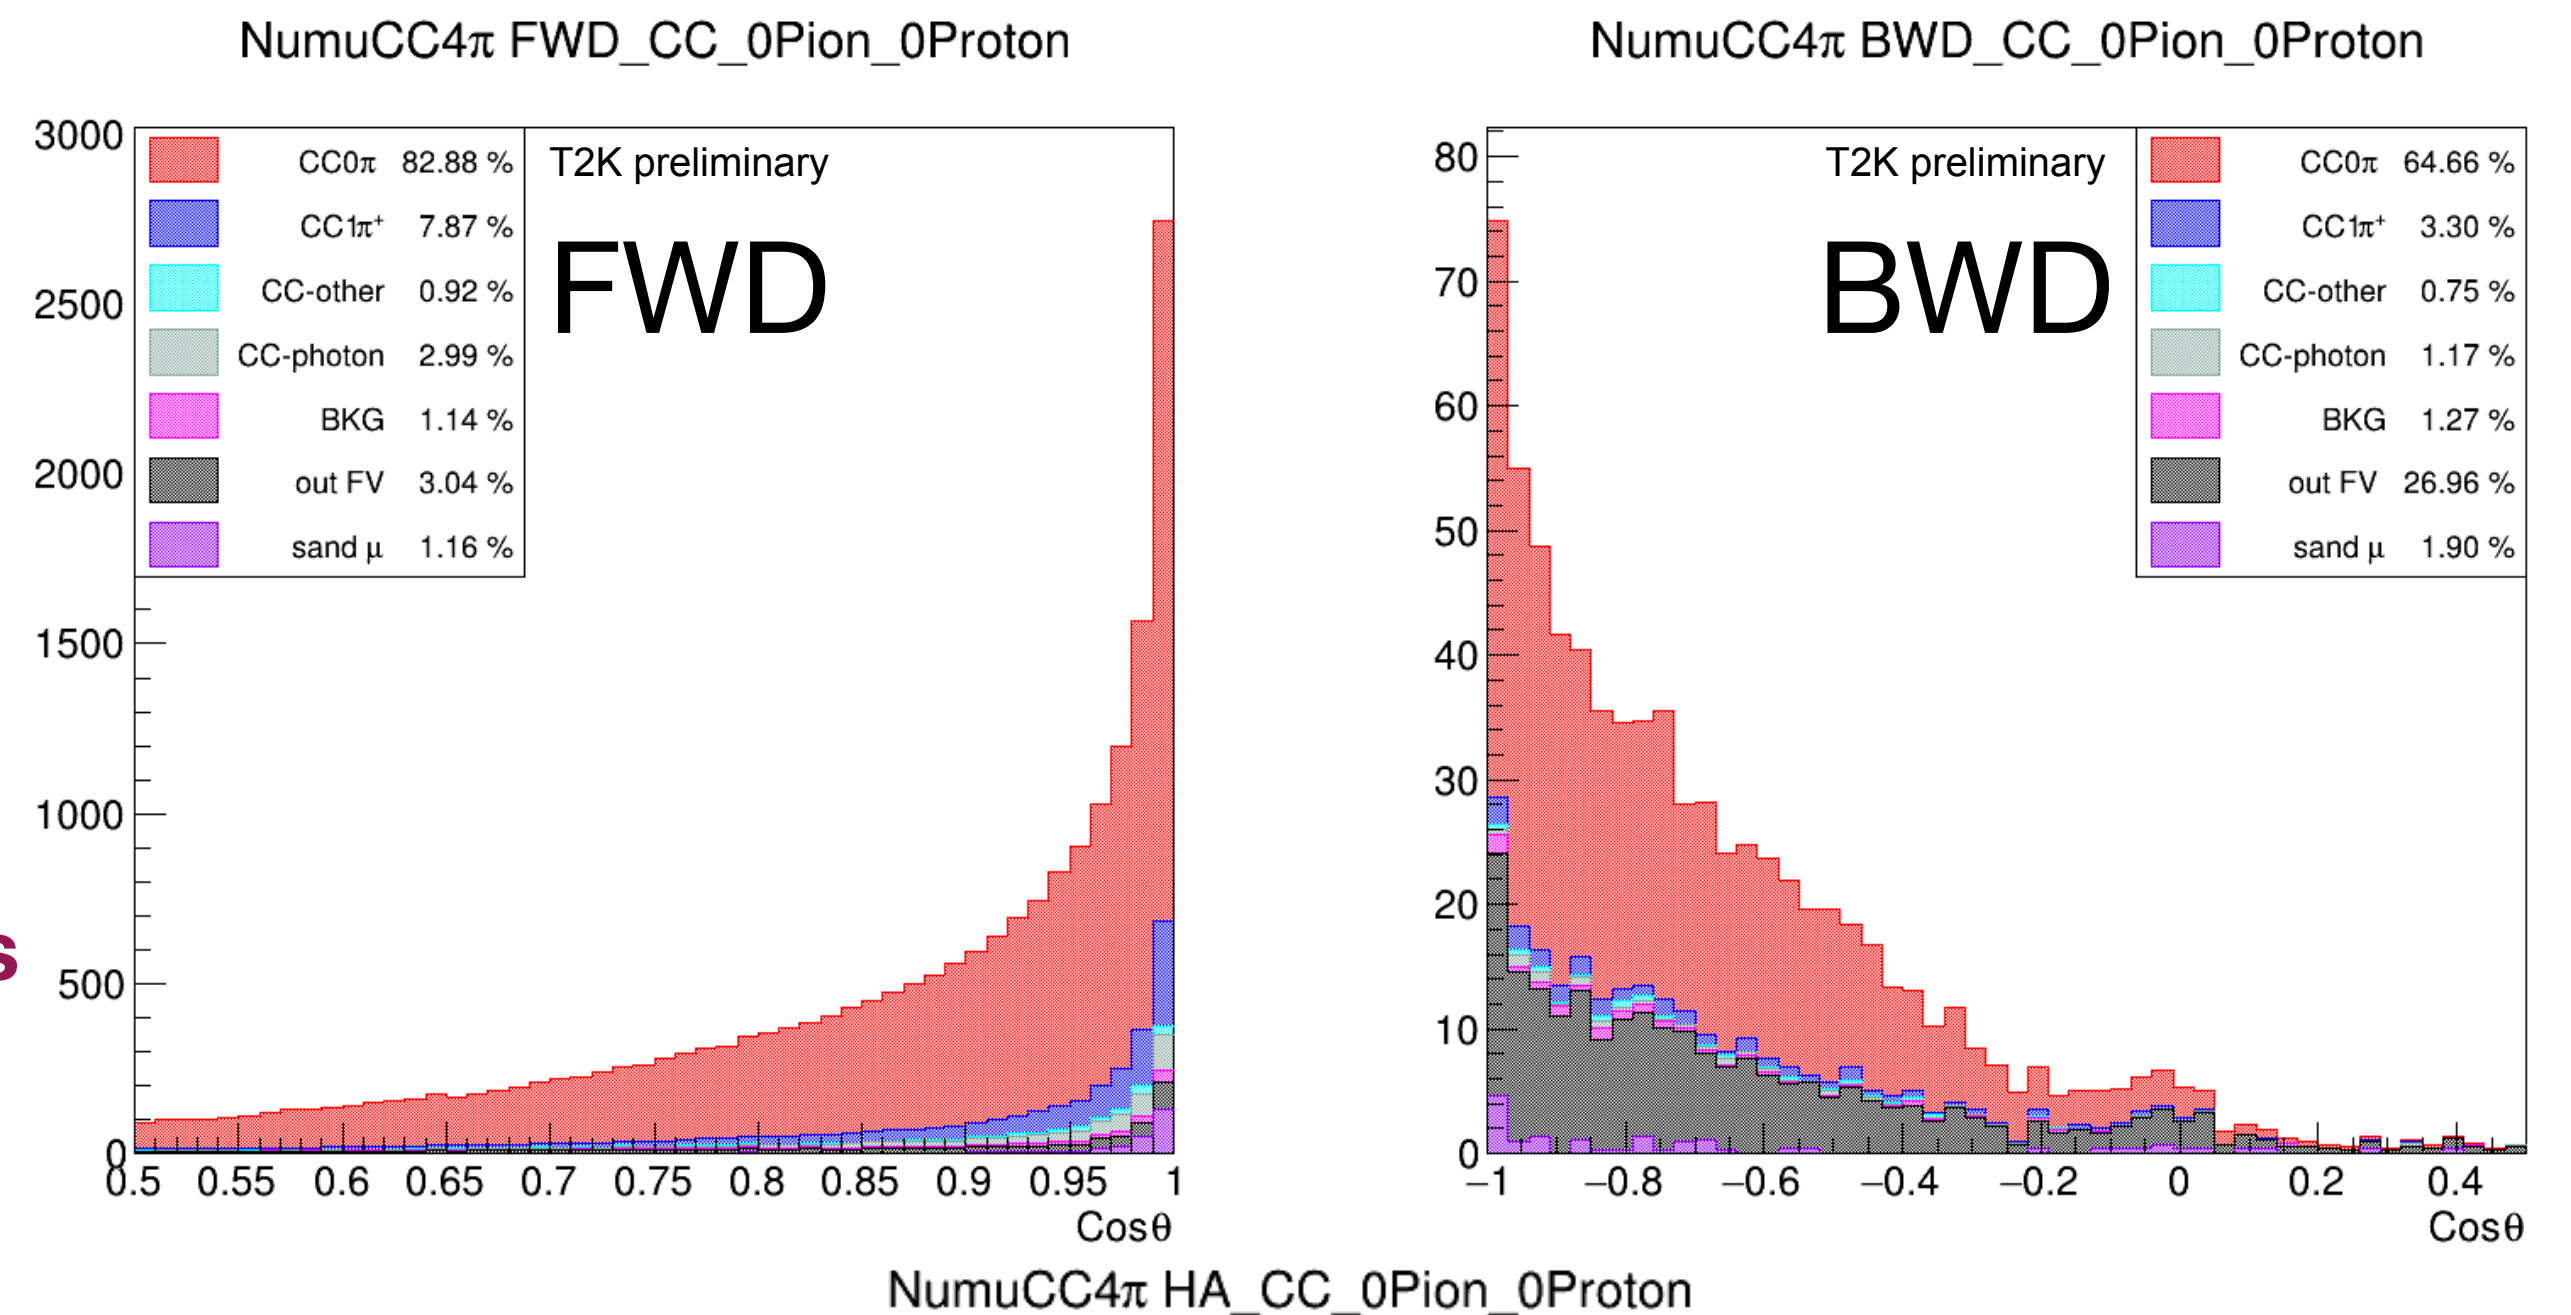 NumuCC4π FWD_CC_0Pion_0Proton
3000
2500
2000
1500
1000
500
0
CC0π 82.88 %
CC1π⁺ 7.87 %
CC-other 0.92 %
CC-photon 2.99 %
BKG 1.14 %
out FV 3.04 %
sand μ 1.16 %
T2K preliminary
FWD
0.5 0.55 0.6 0.65 0.7 0.75 0.8 0.85 0.9 0.95 1
Cosθ
s
NumuCC4π BWD_CC_0Pion_0Proton
80
70
60
50
40
30
20
10
0
T2K preliminary
BWD
CC0π 64.66 %
CC1π⁺ 3.30 %
CC-other 0.75 %
CC-photon 1.17 %
BKG 1.27 %
out FV 26.96 %
sand μ 1.90 %
−1 −0.8 −0.6 −0.4 −0.2 0 0.2 0.4
Cosθ
NumuCC4π HA_CC_0Pion_0Proton